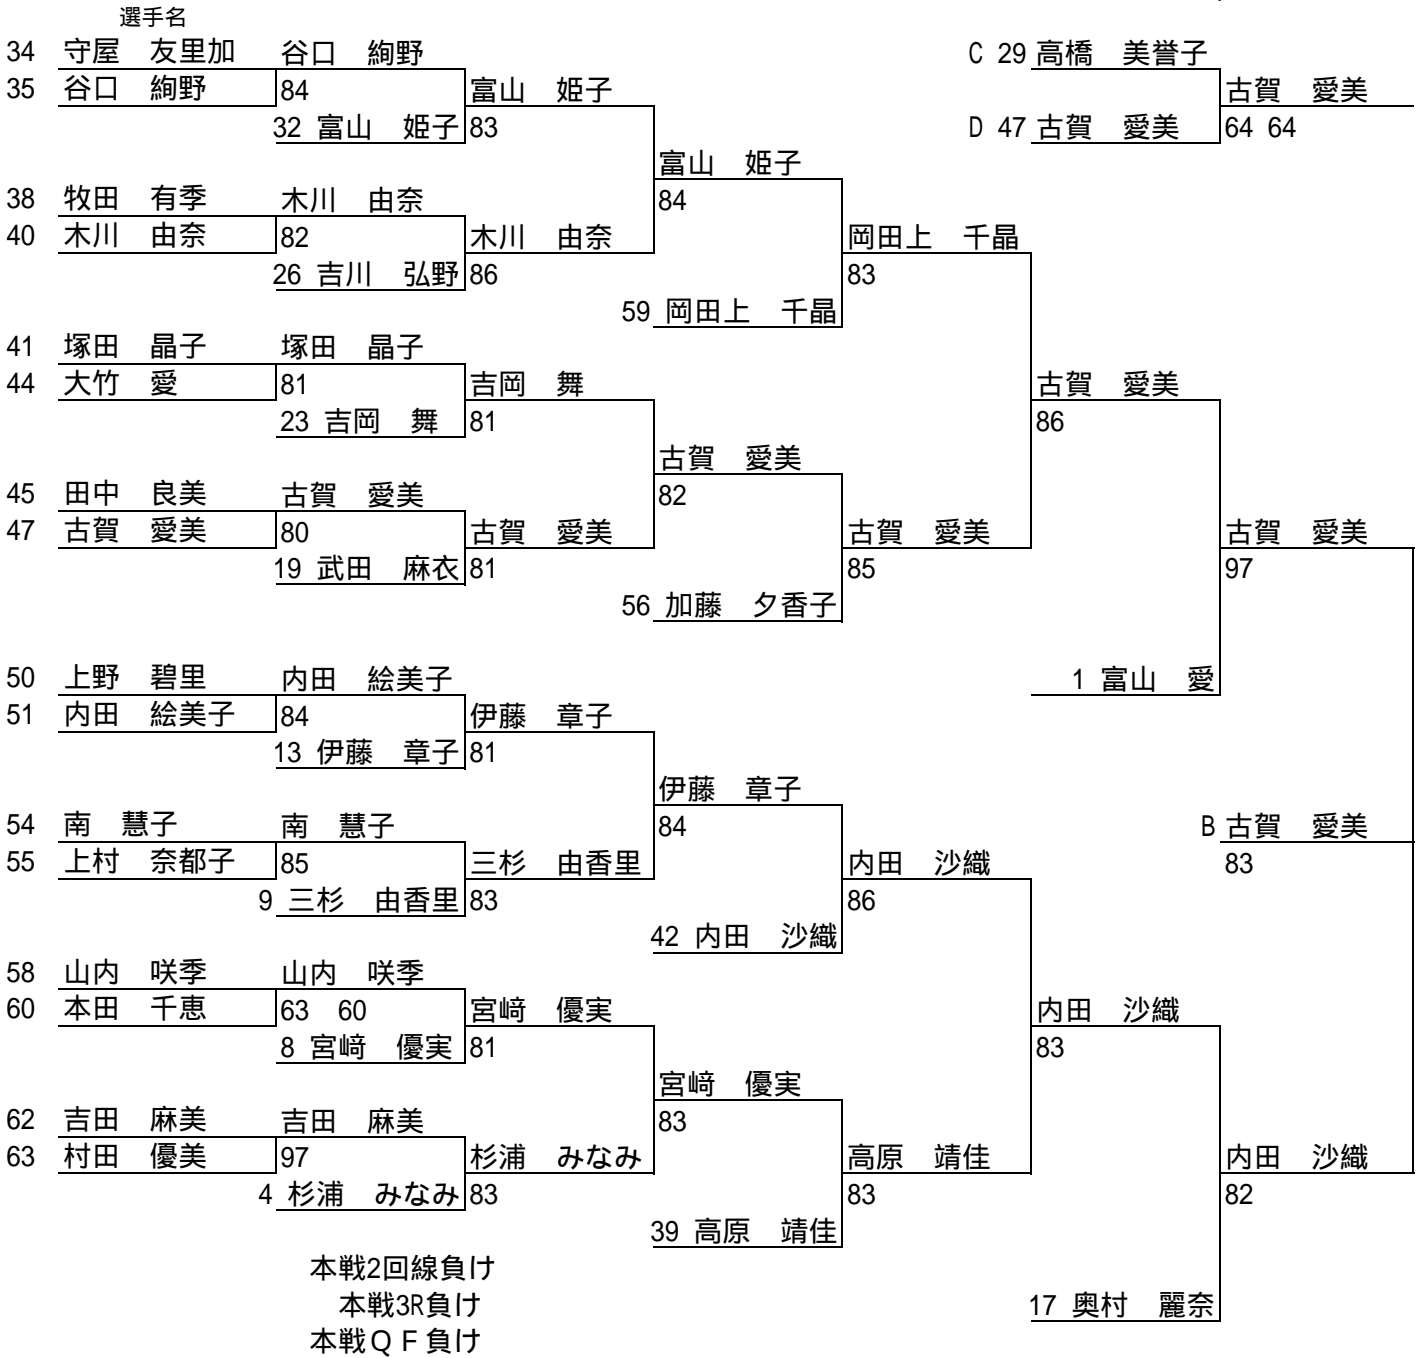 選手名
34 守屋　友里加 谷口　絢野 C 29 高橋　美誉子
35 谷口　絢野 84 富山　姫子 古賀　愛美
32 富山　姫子 83 D 47 古賀　愛美 64 64
富山　姫子
38 牧田　有季 木川　由奈 84
40 木川　由奈 82 木川　由奈 岡田上　千晶
26 吉川　弘野 86 83
59 岡田上　千晶
41 塚田　晶子 塚田　晶子
44 大竹　愛 81 吉岡　舞 古賀　愛美
23 吉岡　舞 81 86
古賀　愛美
45 田中　良美 古賀　愛美 82
47 古賀　愛美 80 古賀　愛美 古賀　愛美 古賀　愛美
19 武田　麻衣 81 85 97
56 加藤　夕香子
50 上野　碧里 内田　絵美子 1 富山　愛
51 内田　絵美子 84 伊藤　章子
13 伊藤　章子 81
伊藤　章子
54 南　慧子 南　慧子 84 B 古賀　愛美
55 上村　奈都子 85 三杉　由香里 内田　沙織 83
9 三杉　由香里 83 86
42 内田　沙織
58 山内　咲季 山内　咲季
60 本田　千恵 63 60 宮﨑　優実 内田　沙織
8 宮﨑　優実 81 83
宮﨑　優実
62 吉田　麻美 吉田　麻美 83
63 村田　優美 97 杉浦　みなみ 高原　靖佳 内田　沙織
4 杉浦　みなみ 83 83 82
39 高原　靖佳
本戦2回線負け
本戦3R負け 17 奥村　麗奈
本戦ＱＦ負け